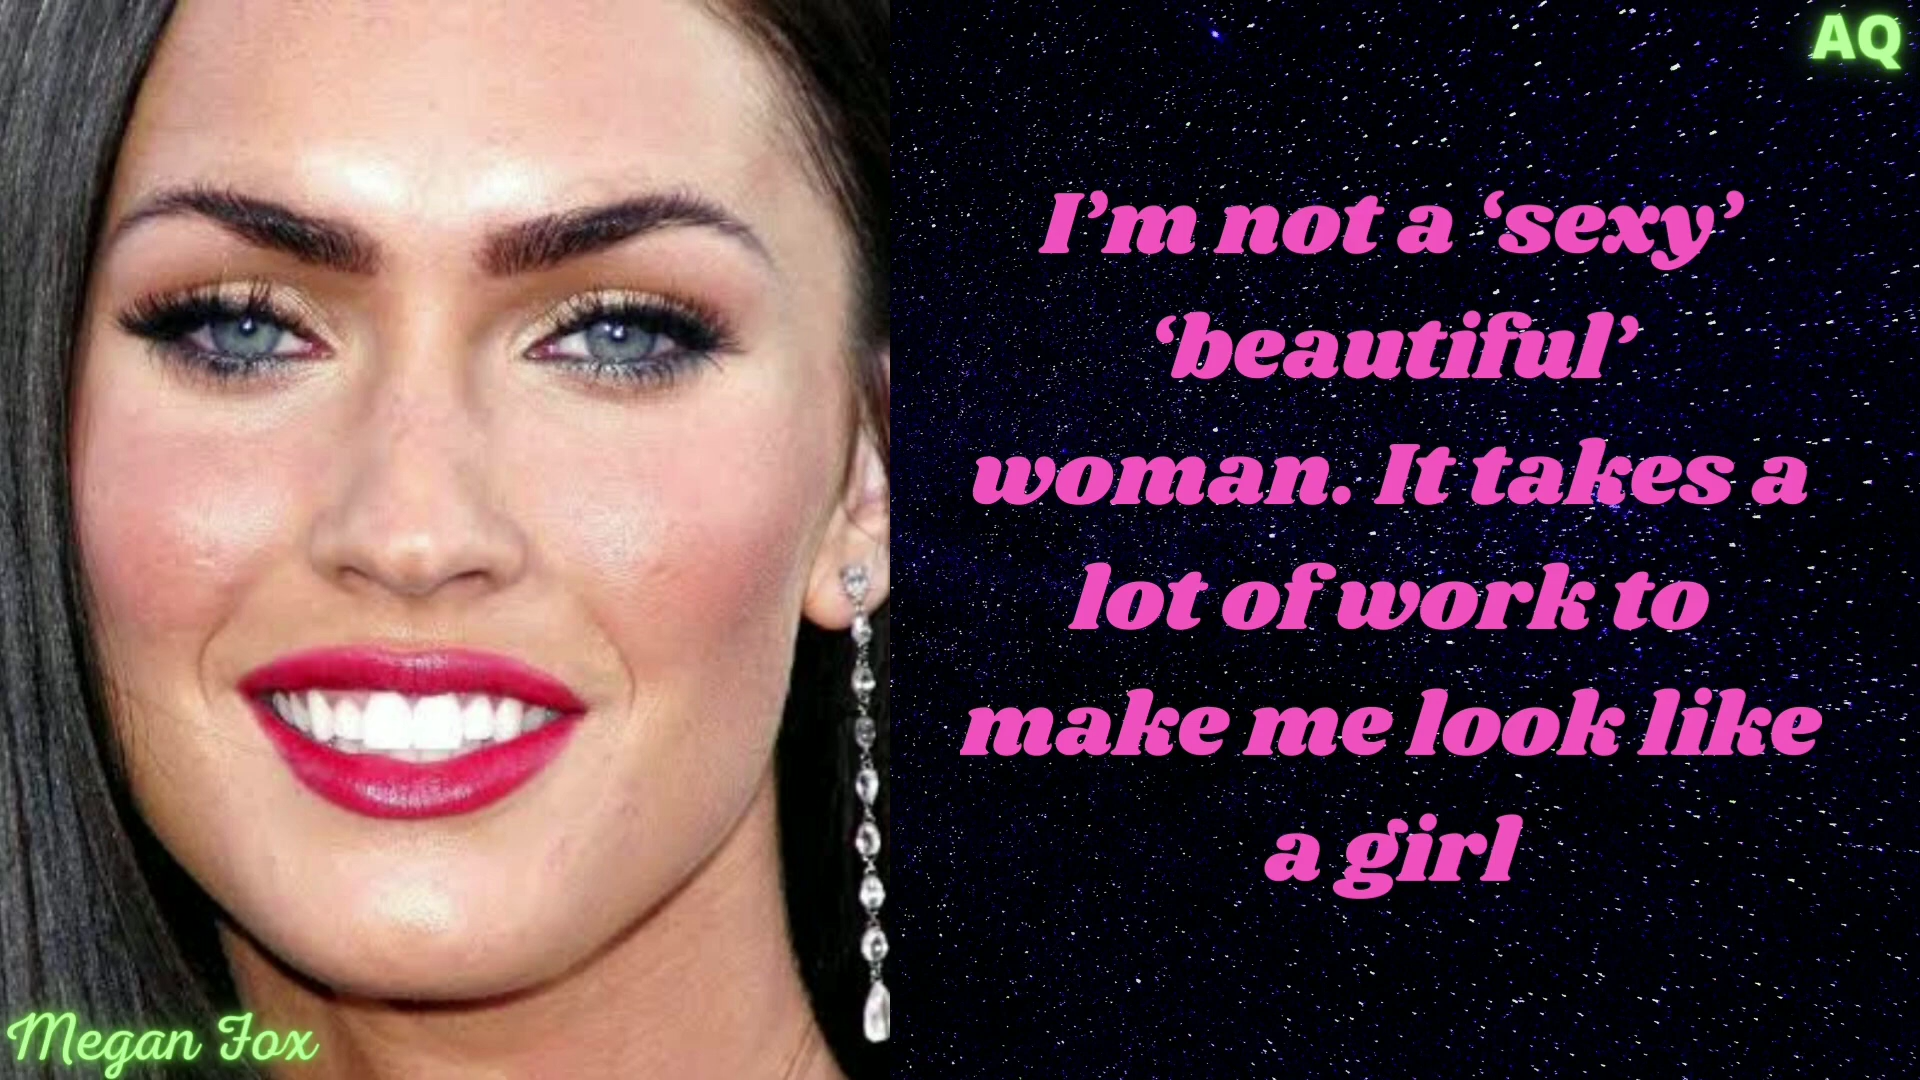 AQ
I’m not a ‘sexy’
‘beautiful’
woman. It takes a
lot of work to
make me look like
a girl
Megan Fox